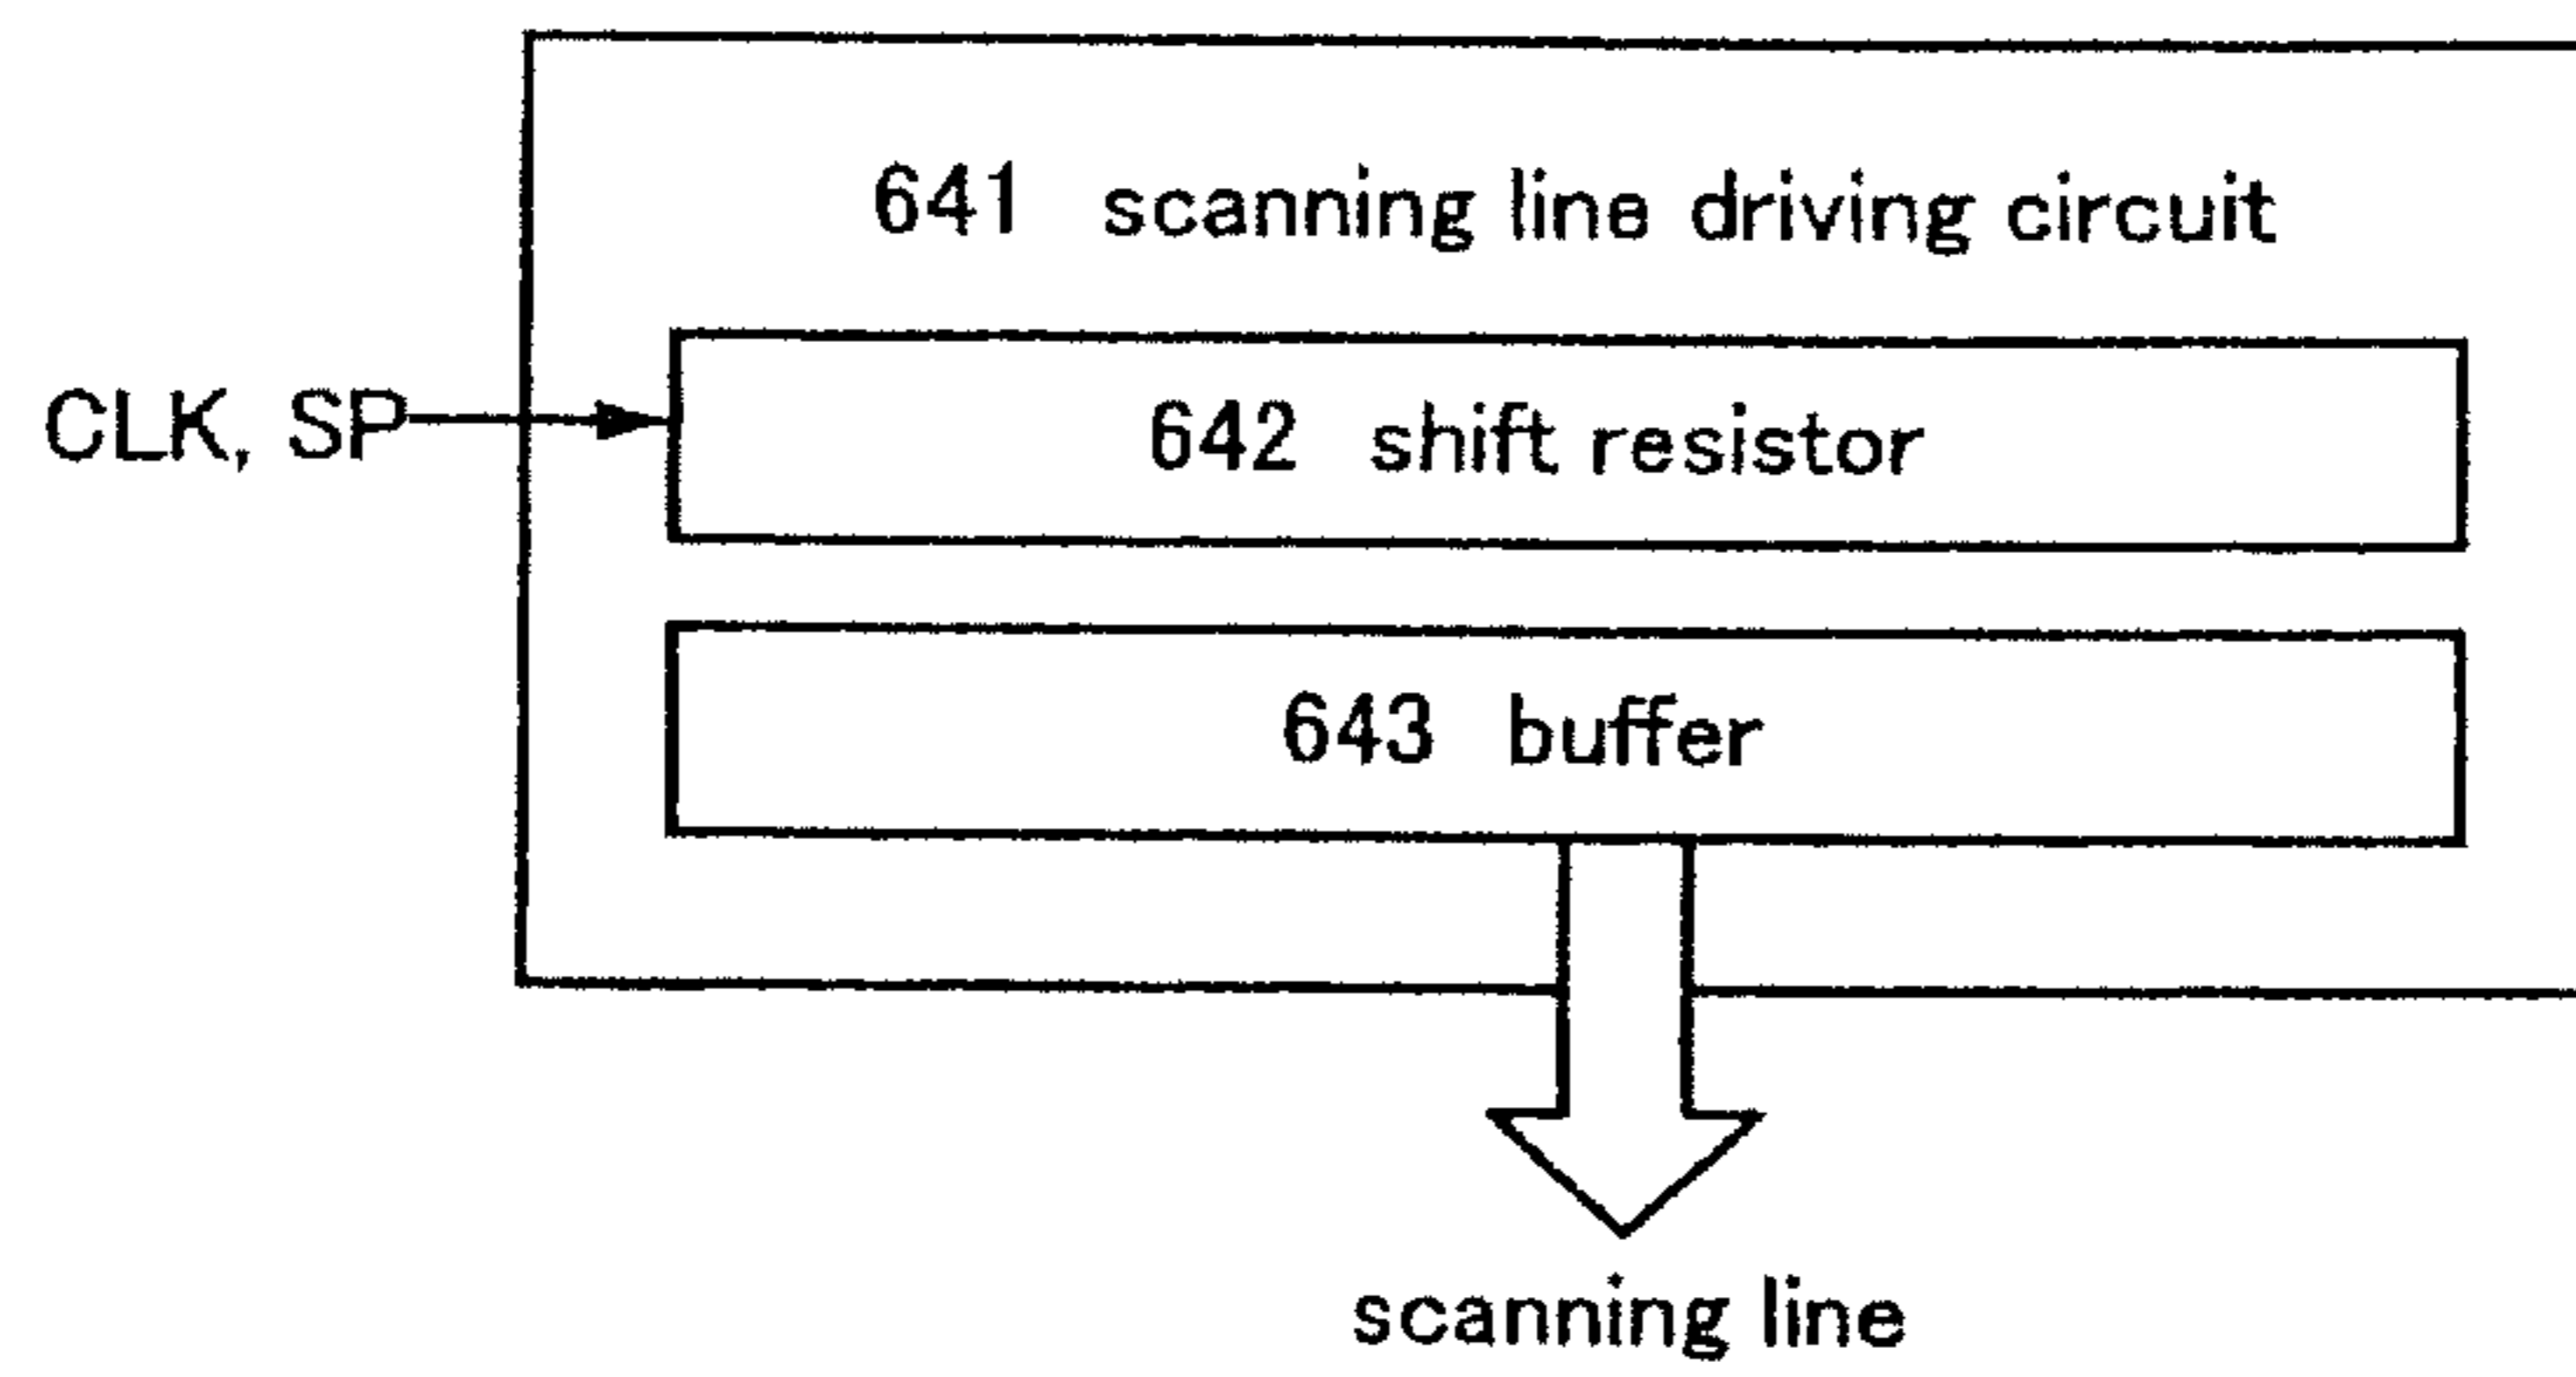 641 scanning line driving circuit
CLK, SP
642 shift resistor
643 buffer
scanning line